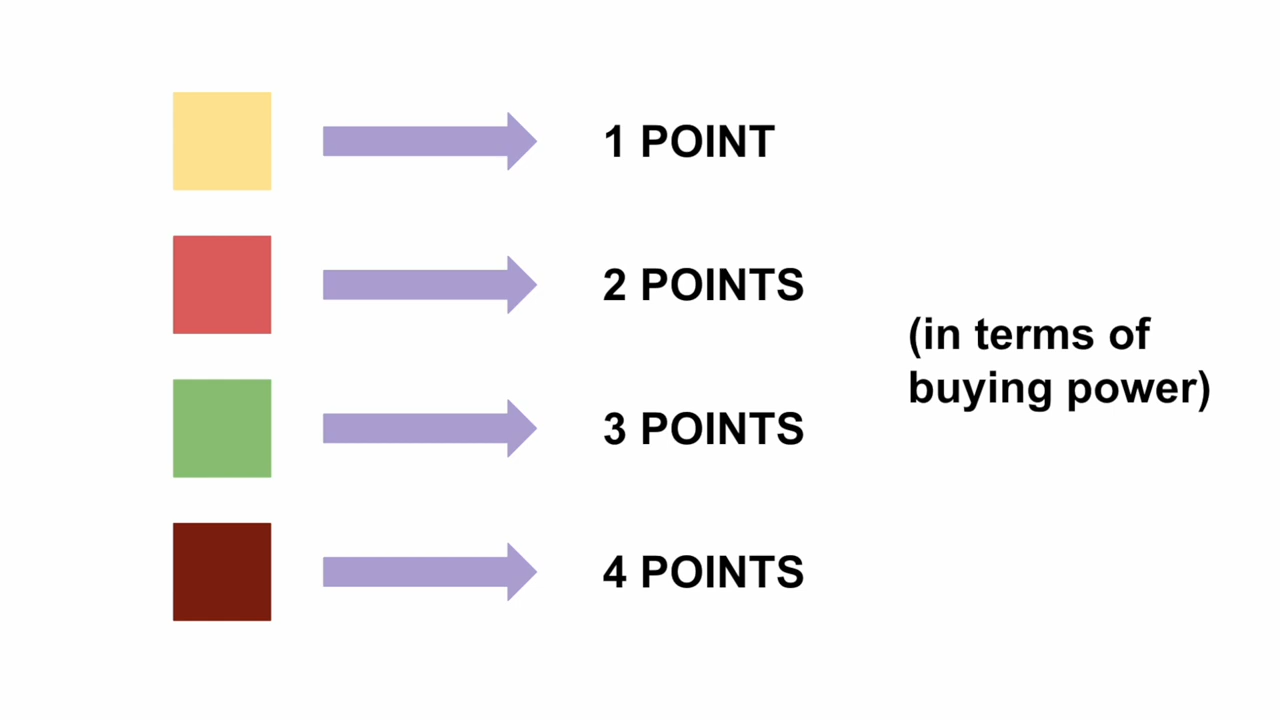 1 POINT
2 POINTS
3 POINTS
4 POINTS
(in terms of
buying power)